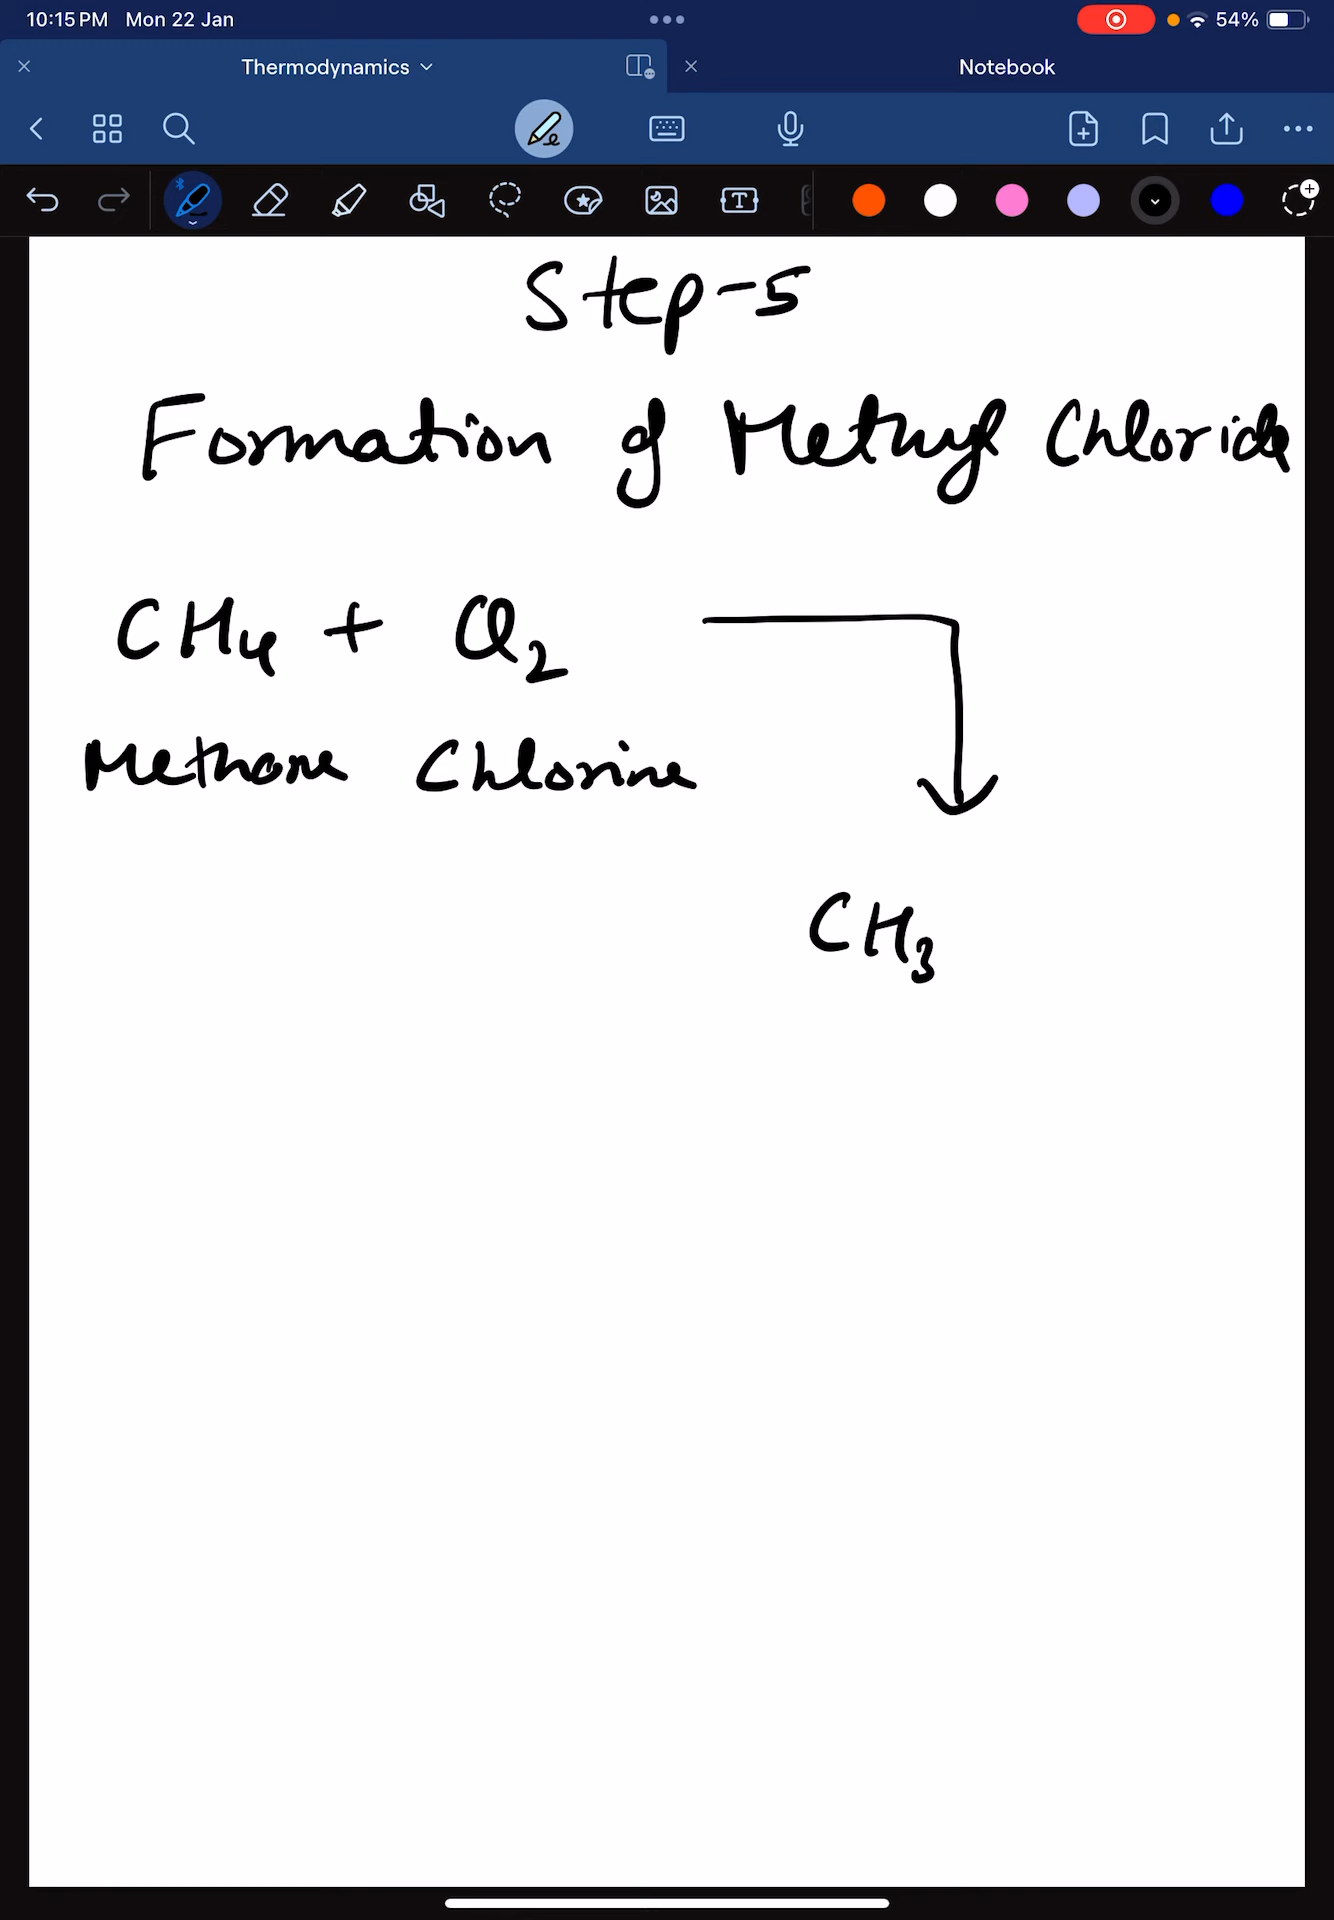 10:15 PM Mon 22 Jan 54%
Thermodynamics Notebook
Step-5
Formation of Methyl Chloride
CH4 + Cl2
Methane Chlorine
CH3